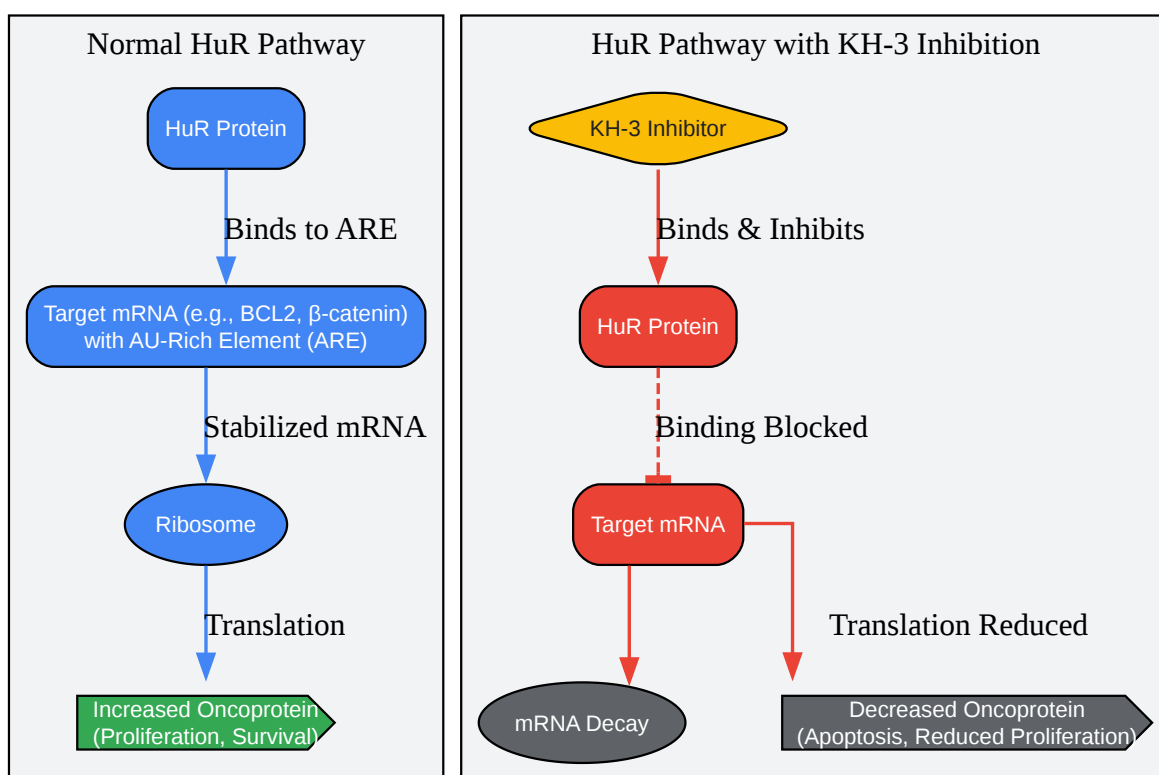 Normal HuR Pathway
HuR Protein
Binds to ARE
Target mRNA (e.g., BCL2, β-catenin)
with AU-Rich Element (ARE)
Stabilized mRNA
Ribosome
Translation
Increased Oncoprotein
(Proliferation, Survival)
HuR Pathway with KH-3 Inhibition
KH-3 Inhibitor
Binds & Inhibits
HuR Protein
Binding Blocked
Target mRNA
Translation Reduced
mRNA Decay
Decreased Oncoprotein
(Apoptosis, Reduced Proliferation)